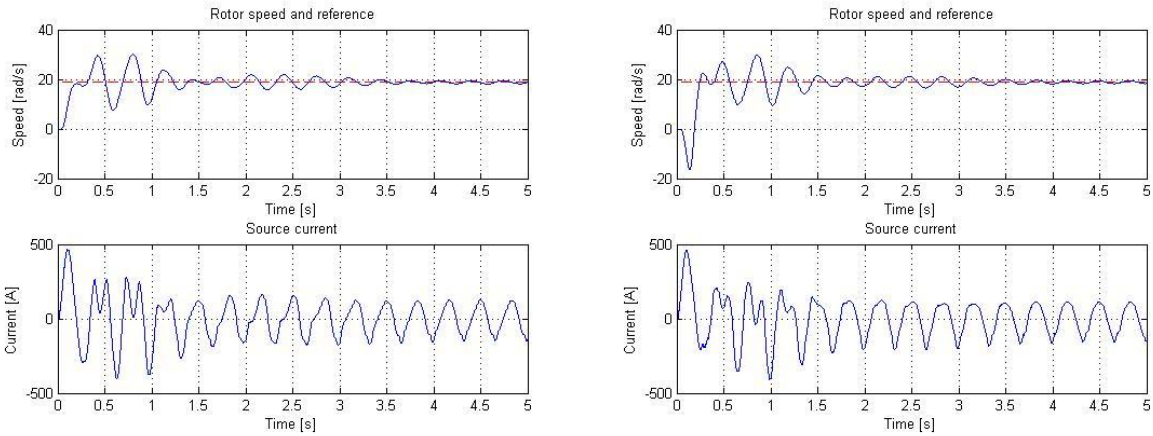 Rotor speed and reference
40
20
0
-20
Speed [rad/s]
0 0.5 1 1.5 2 2.5 3 3.5 4 4.5 5
Time [s]
Source current
500
0
-500
Current [A]
0 0.5 1 1.5 2 2.5 3 3.5 4 4.5 5
Time [s]
Rotor speed and reference
40
20
0
-20
Speed [rad/s]
0 0.5 1 1.5 2 2.5 3 3.5 4 4.5 5
Time [s]
Source current
500
0
-500
Current [A]
0 0.5 1 1.5 2 2.5 3 3.5 4 4.5 5
Time [s]